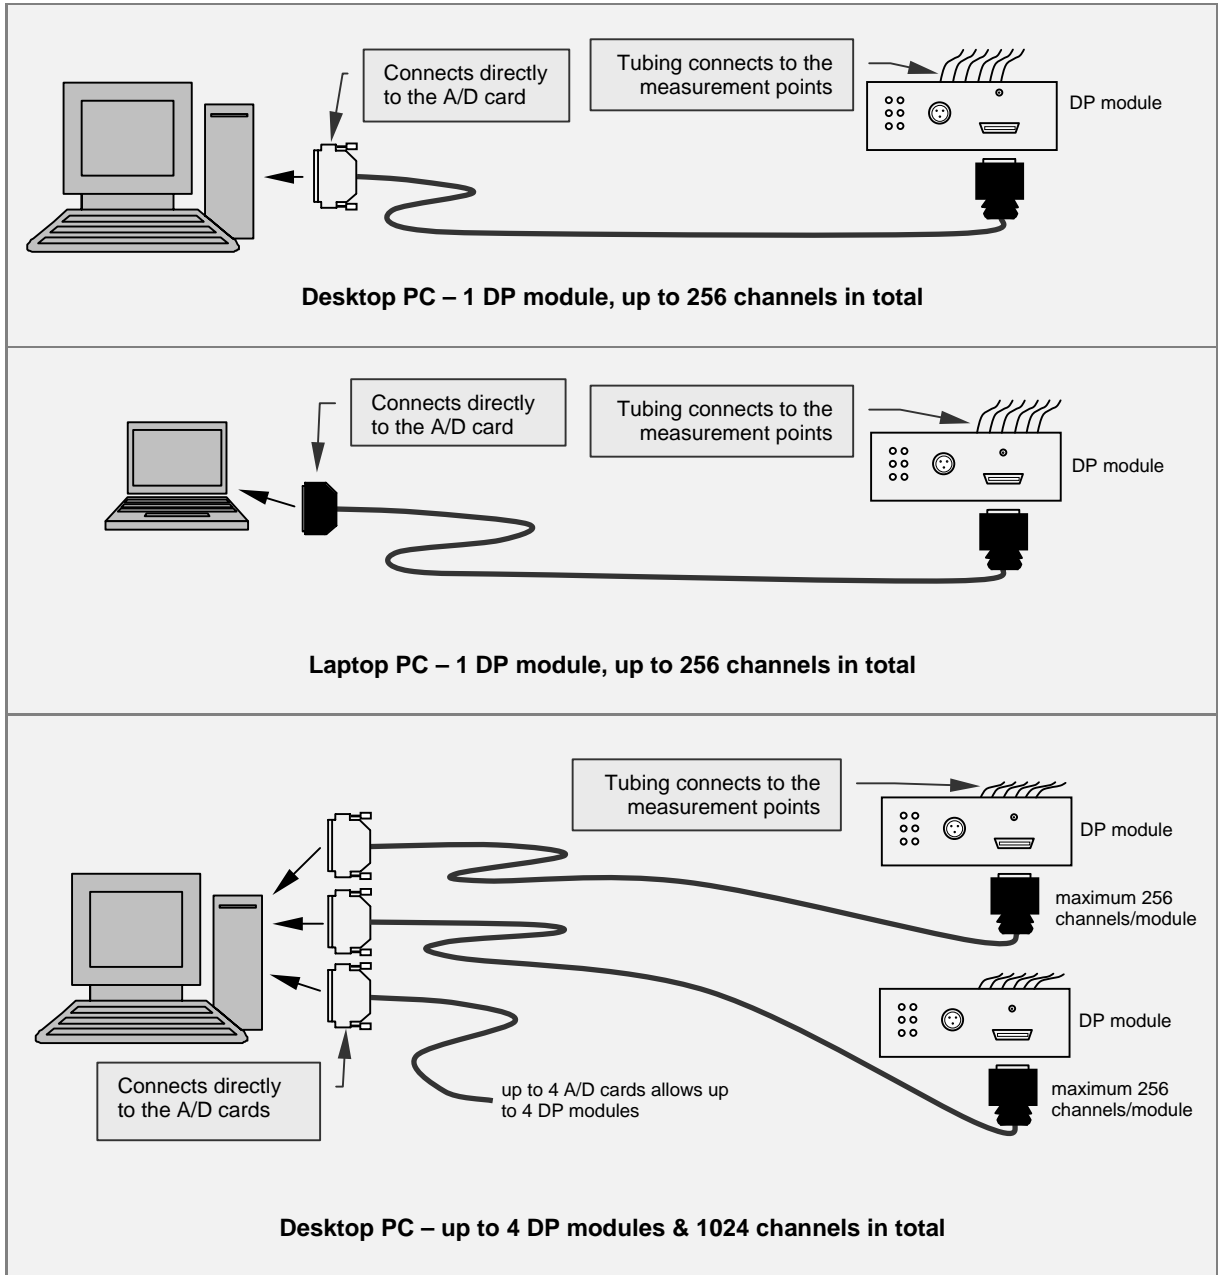 Connects directly
to the A/D card
Tubing connects to the
measurement points
DP module
Desktop PC – 1 DP module, up to 256 channels in total
Connects directly
to the A/D card
Tubing connects to the
measurement points
DP module
Laptop PC – 1 DP module, up to 256 channels in total
Tubing connects to the
measurement points
DP module
maximum 256
channels/module
DP module
maximum 256
channels/module
Connects directly
to the A/D cards
up to 4 A/D cards allows up
to 4 DP modules
Desktop PC – up to 4 DP modules & 1024 channels in total